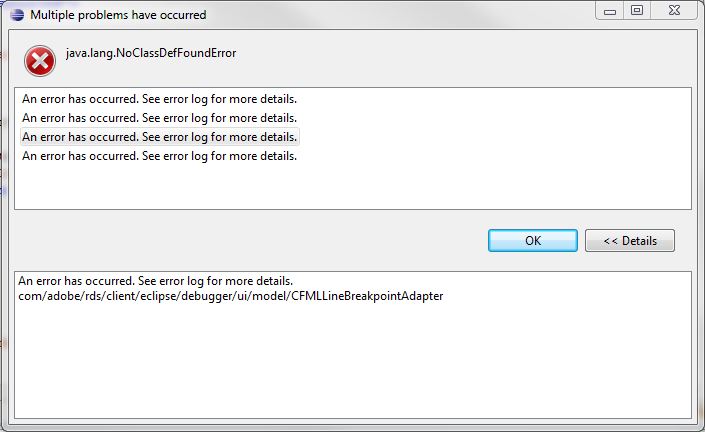 Multiple problems have occurred
java.lang.NoClassDefFoundError
An error has occurred. See error log for more details.
An error has occurred. See error log for more details.
An error has occurred. See error log for more details.
An error has occurred. See error log for more details.
OK
<< Details
An error has occurred. See error log for more details.
com/adobe/rds/client/eclipse/debugger/ui/model/CFMLLineBreakpointAdapter